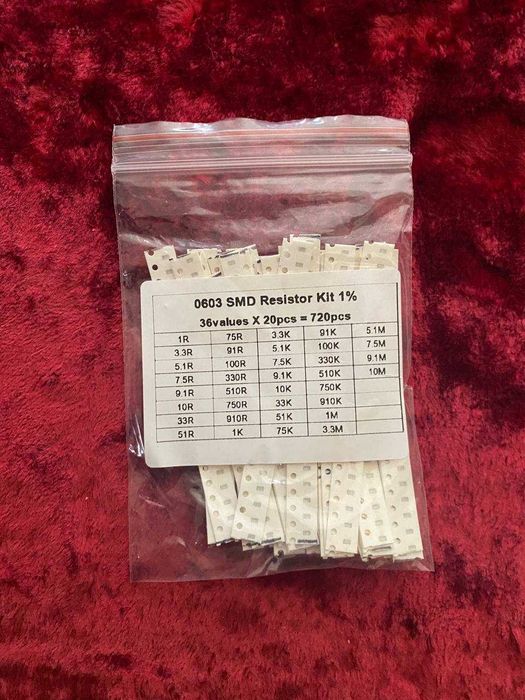 0603 SMD Resistor Kit 1%
36values X 20pcs = 720pcs
1R 75R 3.3K 91K 5.1M
3.3R 91R 5.1K 100K 7.5M
5.1R 100R 7.5K 330K 9.1M
7.5R 330R 9.1K 510K 10M
9.1R 510R 10K 750K
10R 750R 33K 910K
33R 910R 51K 1M
51R 1K 75K 3.3M